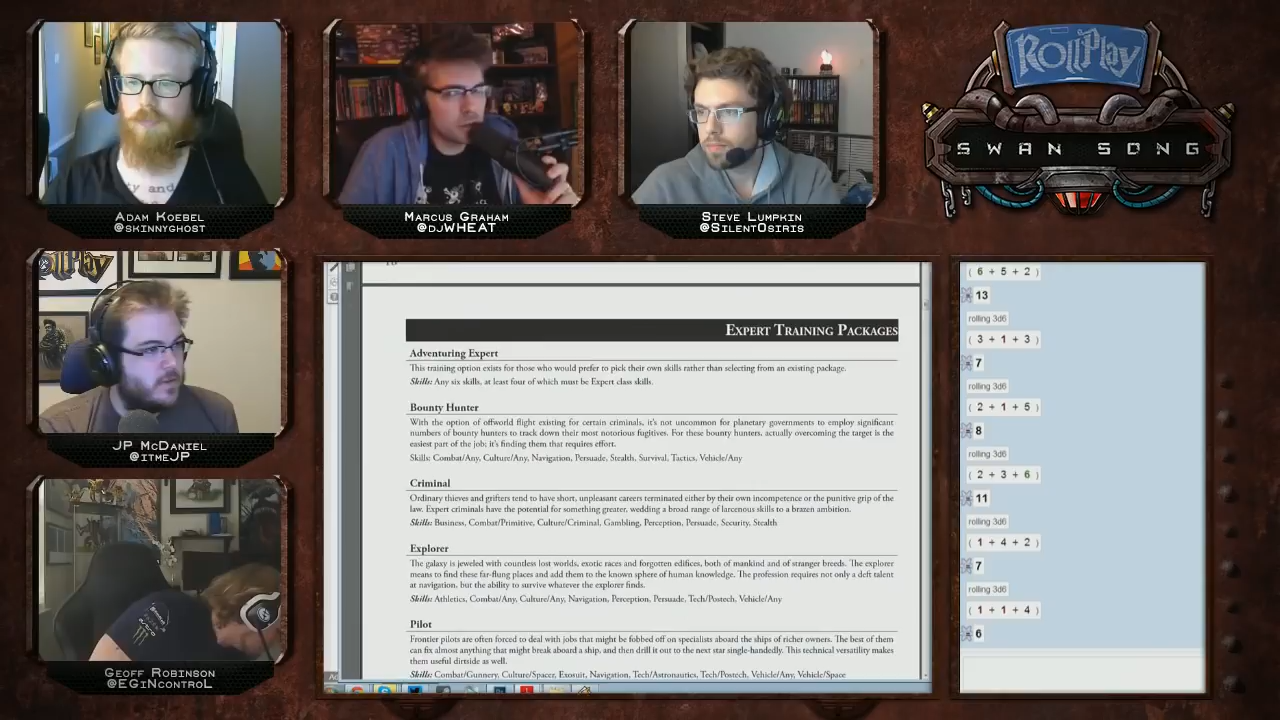 RollPlay
SWAN SONG
Adam Koebel
@skinnyghost
Marcus Graham
@djWHEAT
Steve Lumpkin
@SilentOsiris
JP McDaniel
@itmeJP
Geoff Robinson
@EGiNcontroL
Expert Training Packages
Adventuring Expert
This training option exists for those who would prefer to pick their own skills rather than selecting from an existing package.
Skills: Any six skills, at least four of which must be Expert class skills.
Bounty Hunter
With the option of offworld flight existing for certain criminals, it's not uncommon for planetary governments to employ significant
numbers of bounty hunters to track down their most notorious fugitives. For these bounty hunters, actually overcoming the target is the
easiest part of the job; it's finding them that requires effort.
Skills: Combat/Any, Culture/Any, Navigation, Persuade, Stealth, Survival, Tactics, Vehicle/Any
Criminal
Ordinary thieves and grifters tend to have short, unpleasant careers terminated either by their own incompetence or the punitive grip of the
law. Expert criminals have the potential for something greater, wedding a broad range of larcenous skills to a brazen ambition.
Skills: Business, Combat/Primitive, Culture/Criminal, Gambling, Perception, Persuade, Security, Stealth
Explorer
The galaxy is jeweled with countless lost worlds, exotic races and forgotten edifices, both of mankind and of stranger breeds. The explorer
means to find these far-flung places and add them to the known sphere of human knowledge. The profession requires not only a deft talent
at navigation, but the ability to survive whatever the explorer finds.
Skills: Athletics, Combat/Any, Culture/Any, Navigation, Perception, Persuade, Tech/Postech, Vehicle/Any
Pilot
Frontier pilots are often forced to deal with jobs that might be fobbed off on specialists aboard the ships of richer owners. The best of them
can fix almost anything that might break aboard a ship, and then drill it out to the next star single-handedly. This technical versatility makes
them useful dirtside as well.
Skills: Combat/Gunnery, Culture/Spacer, Exosuit, Navigation, Tech/Astronautics, Tech/Postech, Vehicle/Any, Vehicle/Space
( 6 + 5 + 2 )
13
rolling 3d6
( 3 + 1 + 3 )
7
rolling 3d6
( 2 + 1 + 5 )
8
rolling 3d6
( 2 + 3 + 6 )
11
rolling 3d6
( 1 + 4 + 2 )
7
rolling 3d6
( 1 + 1 + 4 )
6